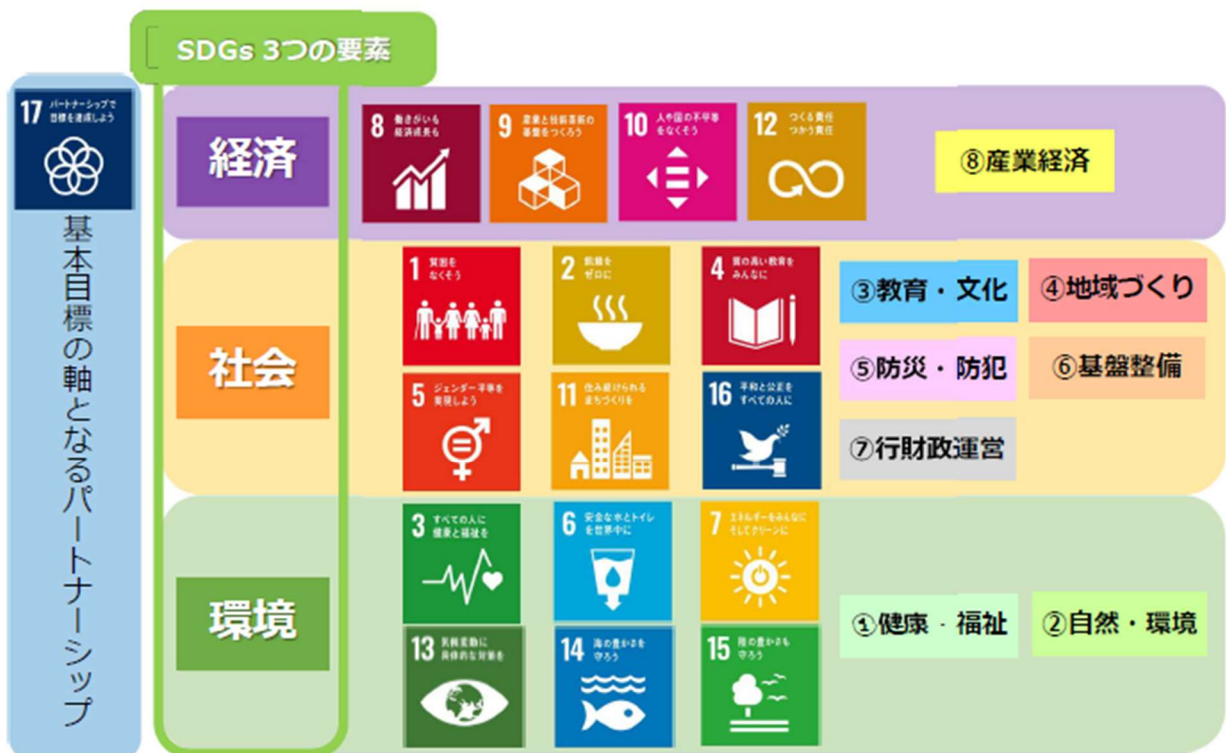 SDGs 3つの要素
17 パートナーシップで
目標を達成しよう
基本目標の軸となるパートナーシップ
経済
8 働きがいも
経済成長も
9 産業と技術革新の
基盤をつくろう
10 人や国の不平等
をなくそう
12 つくる責任
つかう責任
⑧産業経済
社会
1 貧困を
なくそう
2 飢餓を
ゼロに
4 質の高い教育を
みんなに
③教育・文化
④地域づくり
5 ジェンダー平等を
実現しよう
11 住み続けられる
まちづくりを
16 平和と公正を
すべての人に
⑤防災・防犯
⑥基盤整備
⑦行財政運営
環境
3 すべての人に
健康と福祉を
6 安全な水とトイレ
を世界中に
7 エネルギーをみんなに
そしてクリーンに
①健康・福祉
②自然・環境
13 気候変動に
具体的な対策を
14 海の豊かさを
守ろう
15 陸の豊かさも
守ろう